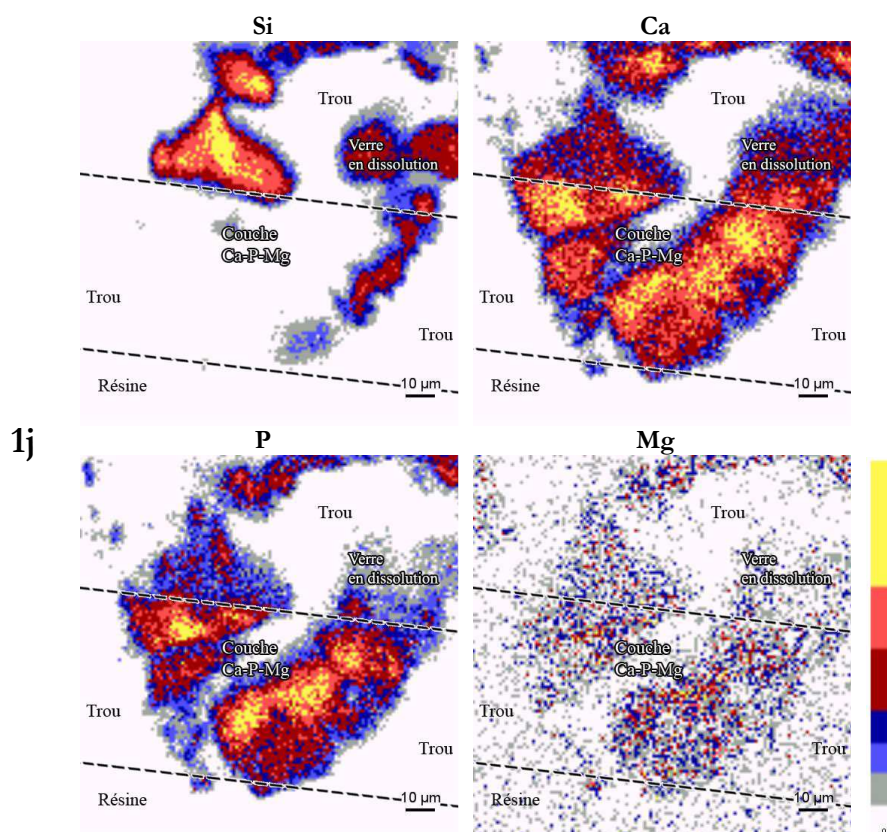 Si
Ca
Trou
Verre
en dissolution
Couche
Ca-P-Mg
Trou
Trou
Résine
10 µm
Trou
Verre
en dissolution
Couche
Ca-P-Mg
Trou
Trou
Résine
10 µm
1j
P
Mg
Trou
Verre
en dissolution
Couche
Ca-P-Mg
Trou
Trou
Résine
10 µm
Trou
Verre
en dissolution
Couche
Ca-P-Mg
Trou
Trou
Résine
10 µm